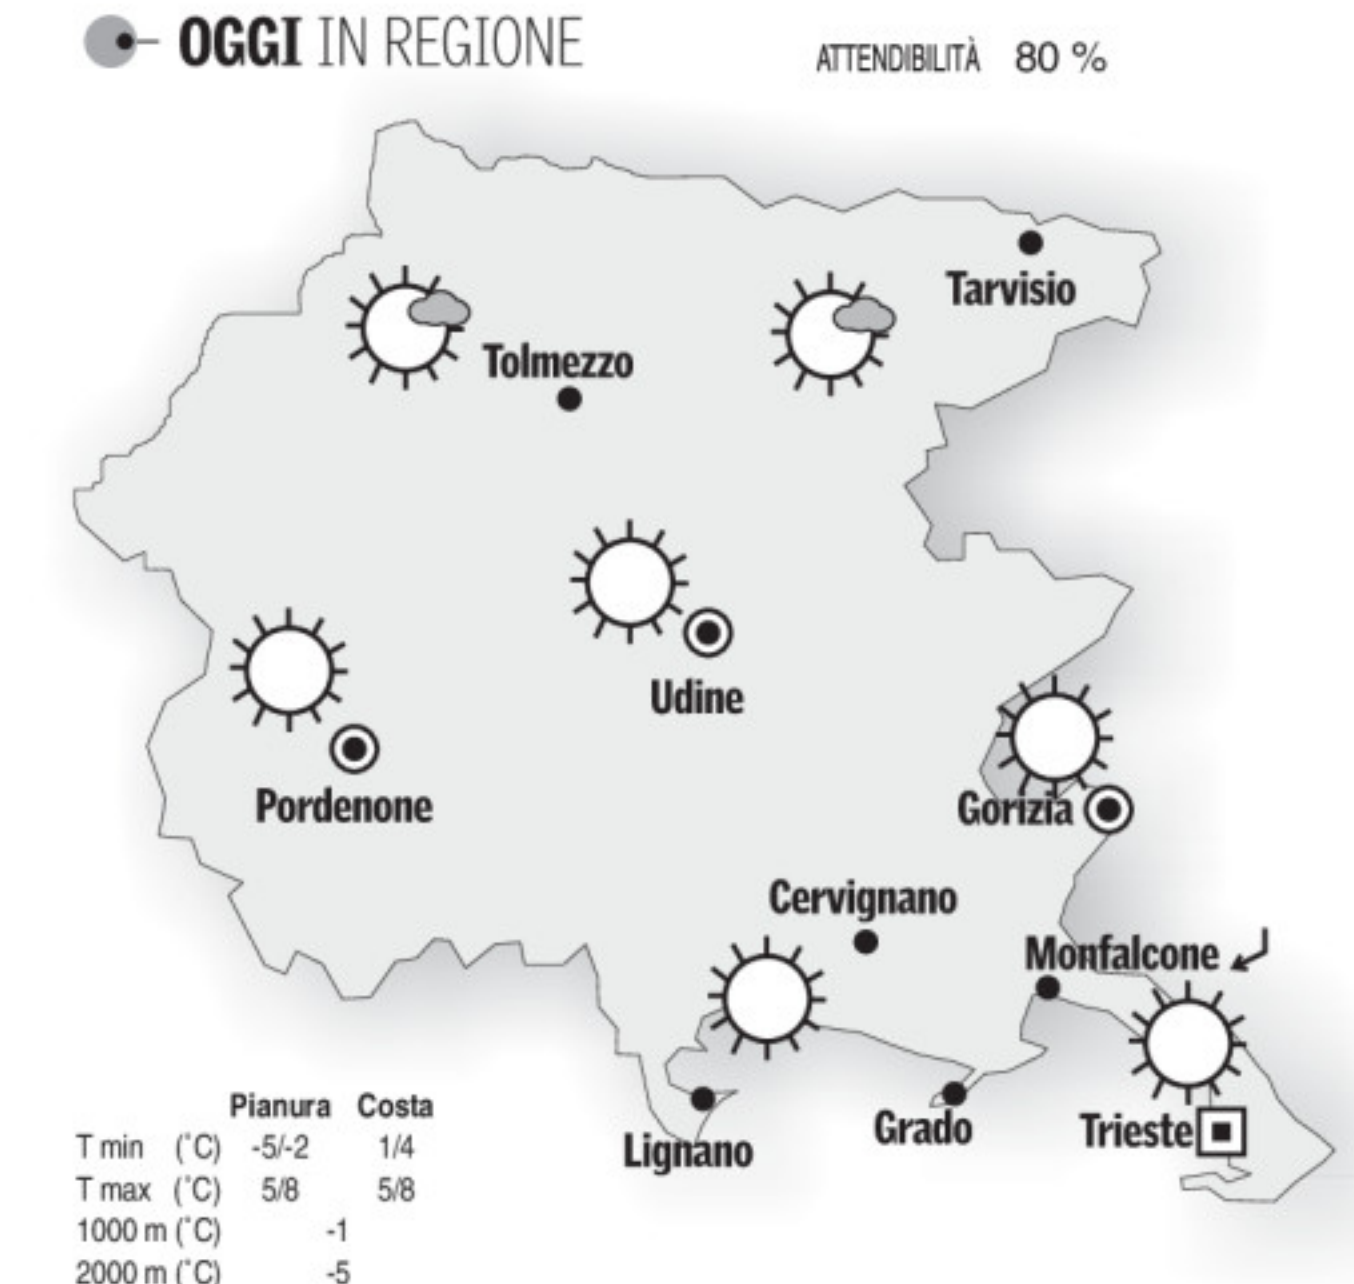 OGGI IN REGIONE
ATTENDIBILITÀ 80 %
Tarvisio
Tolmezzo
Udine
Pordenone
Gorizia
Cervignano
Monfalcone
Grado
Trieste
Lignano
Pianura Costa
T min (°C) -5/-2 1/4
T max (°C) 5/8 5/8
1000 m (°C) -1
2000 m (°C) -5